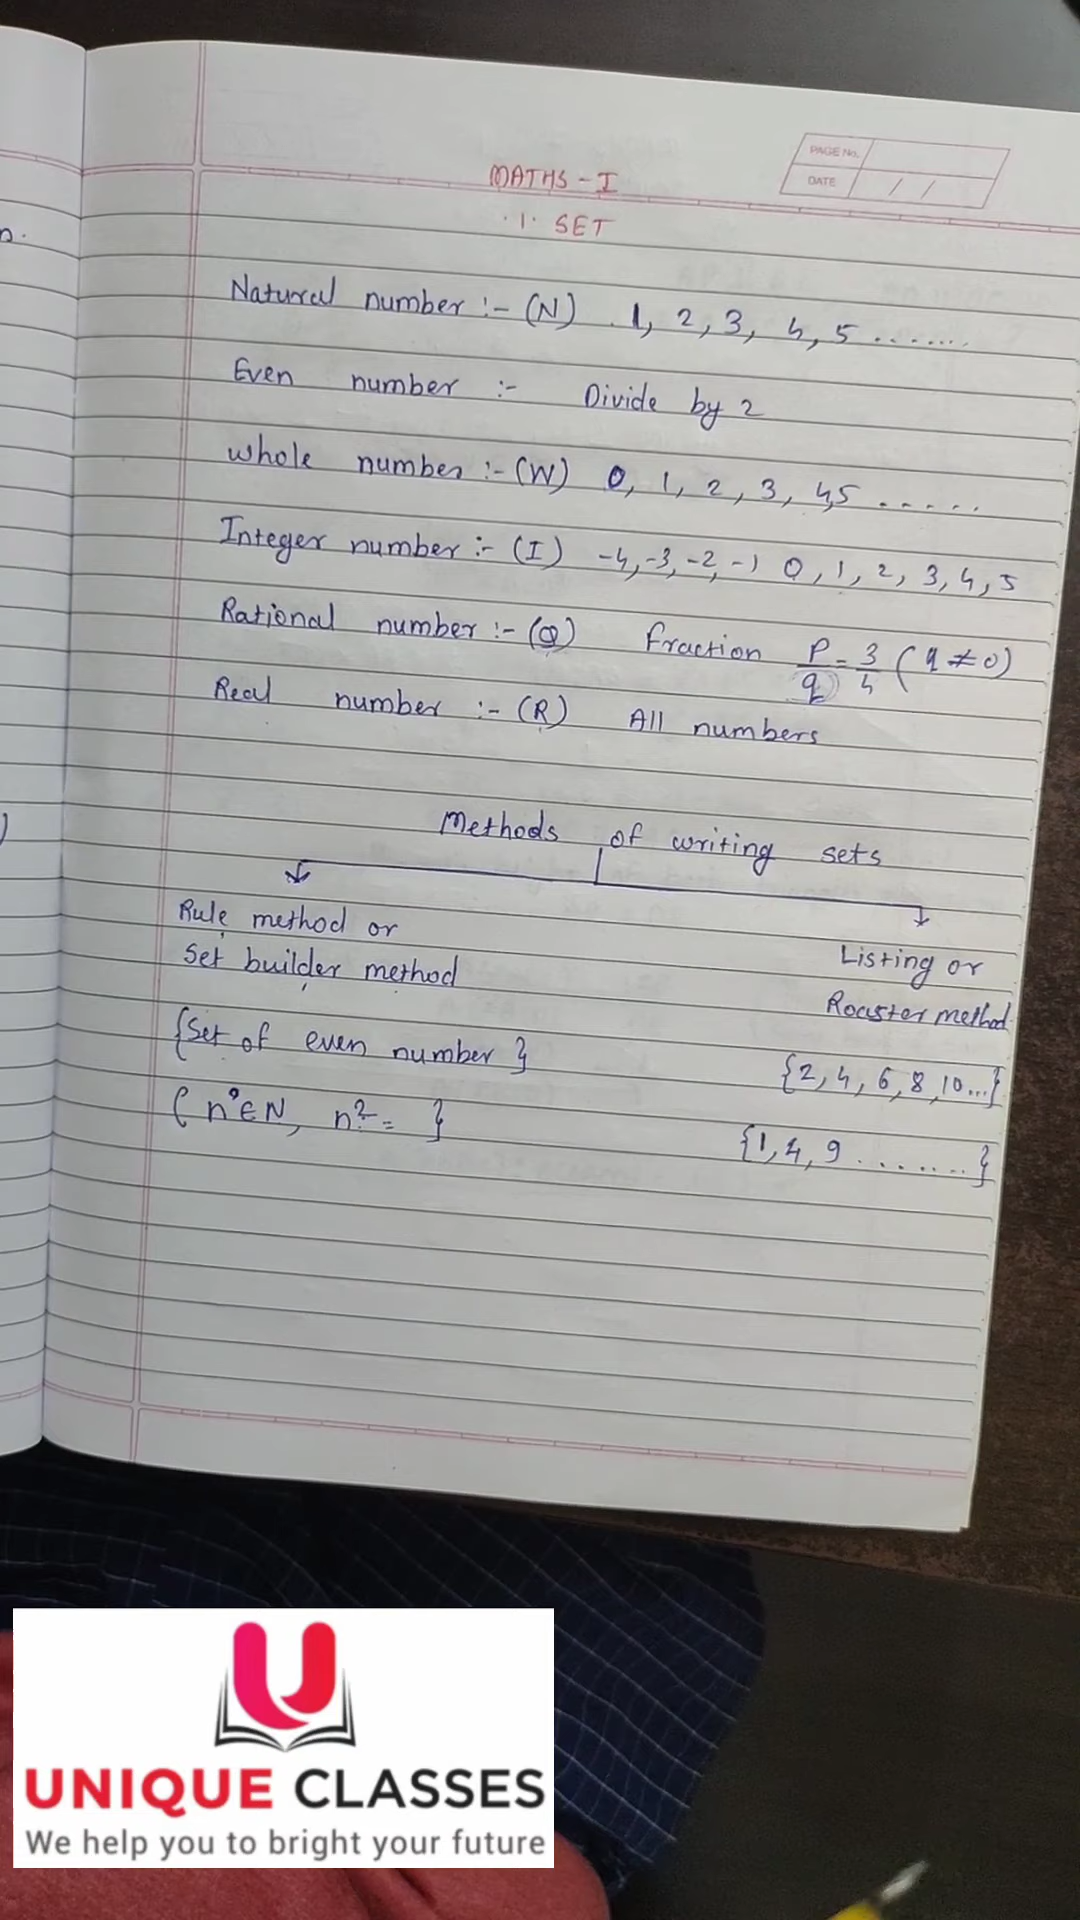 PAGE No.
DATE / /
MATHS - I
.1. SET
Natural number :- (N) 1, 2, 3, 4, 5 .......
Even number :- Divide by 2
Whole number :- (W) 0, 1, 2, 3, 4,5 .....
Integer number :- (I) -4,-3,-2,-1 0, 1, 2, 3, 4, 5
Rational number :- (Q) fraction p/q = 3/4 (q ≠ 0)
Real number :- (R) All numbers
Methods of writing sets
Rule method or
Set builder method
Listing or
Roaster method
{Set of even number }
{2, 4, 6, 8, 10...}
{ n°∈N, n²= }
{1, 4, 9 .......}
UNIQUE CLASSES
We help you to bright your future